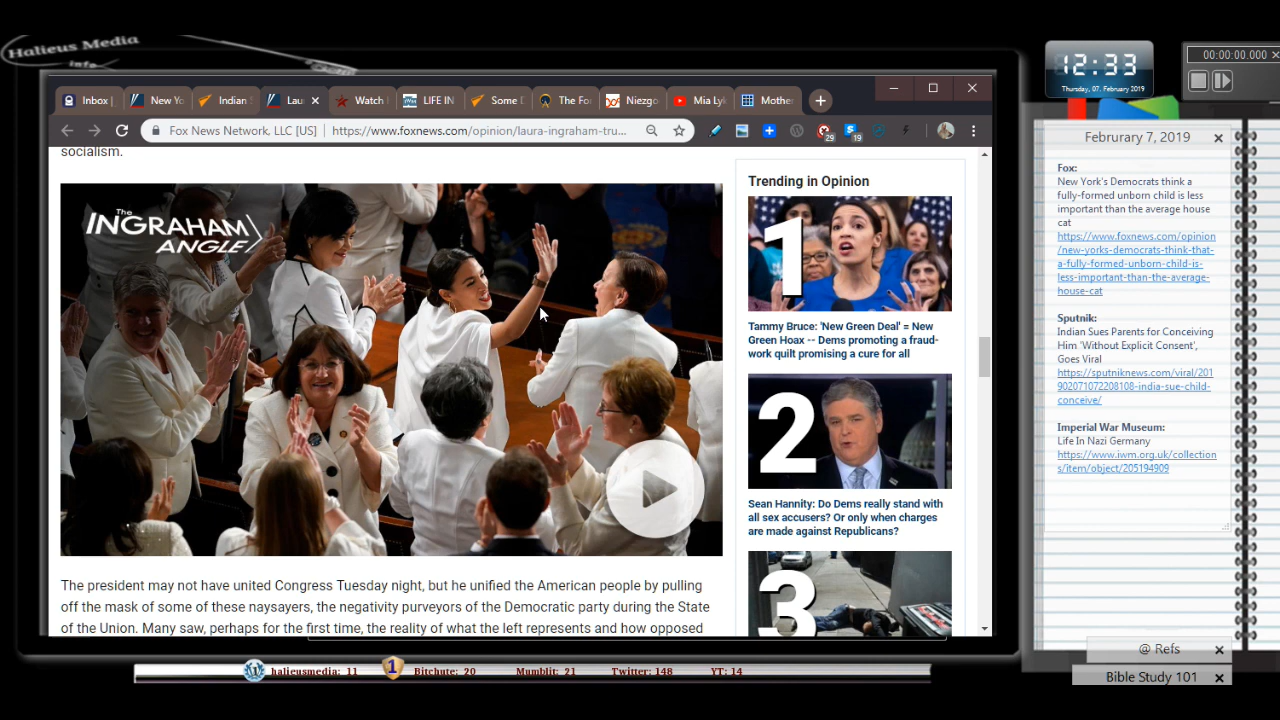 Halieus Media
info
Inbox |
New Yo
Indian S
Lau
Watch
LIFE IN
Some D
The Fo
Niezgo
Mia Lyk
Mothe
Fox News Network, LLC [US]
https://www.foxnews.com/opinion/laura-ingraham-tru...
29
19
socialism.
The
INGRAHAM
ANGLE
Trending in Opinion
1
Tammy Bruce: 'New Green Deal' = New
Green Hoax -- Dems promoting a fraud-
work quilt promising a cure for all
2
Sean Hannity: Do Dems really stand with
all sex accusers? Or only when charges
are made against Republicans?
3
The president may not have united Congress Tuesday night, but he unified the American people by pulling
off the mask of some of these naysayers, the negativity purveyors of the Democratic party during the State
of the Union. Many saw, perhaps for the first time, the reality of what the left represents and how opposed
halieusmedia: 11
1
Bitchute: 20
Mumblit: 21
Twitter: 148
YT: 14
12:33
Thursday, 07. February 2019
00:00:00.000
Februrary 7, 2019
Fox:
New York's Democrats think a
fully-formed unborn child is less
important than the average house
cat
https://www.foxnews.com/opinion
/new-yorks-democrats-think-that-
a-fully-formed-unborn-child-is-
less-important-than-the-average-
house-cat
Sputnik:
Indian Sues Parents for Conceiving
Him 'Without Explicit Consent',
Goes Viral
https://sputniknews.com/viral/201
902071072208108-india-sue-child-
conceive/
Imperial War Museum:
Life In Nazi Germany
https://www.iwm.org.uk/collection
s/item/object/205194909
@ Refs
Bible Study 101